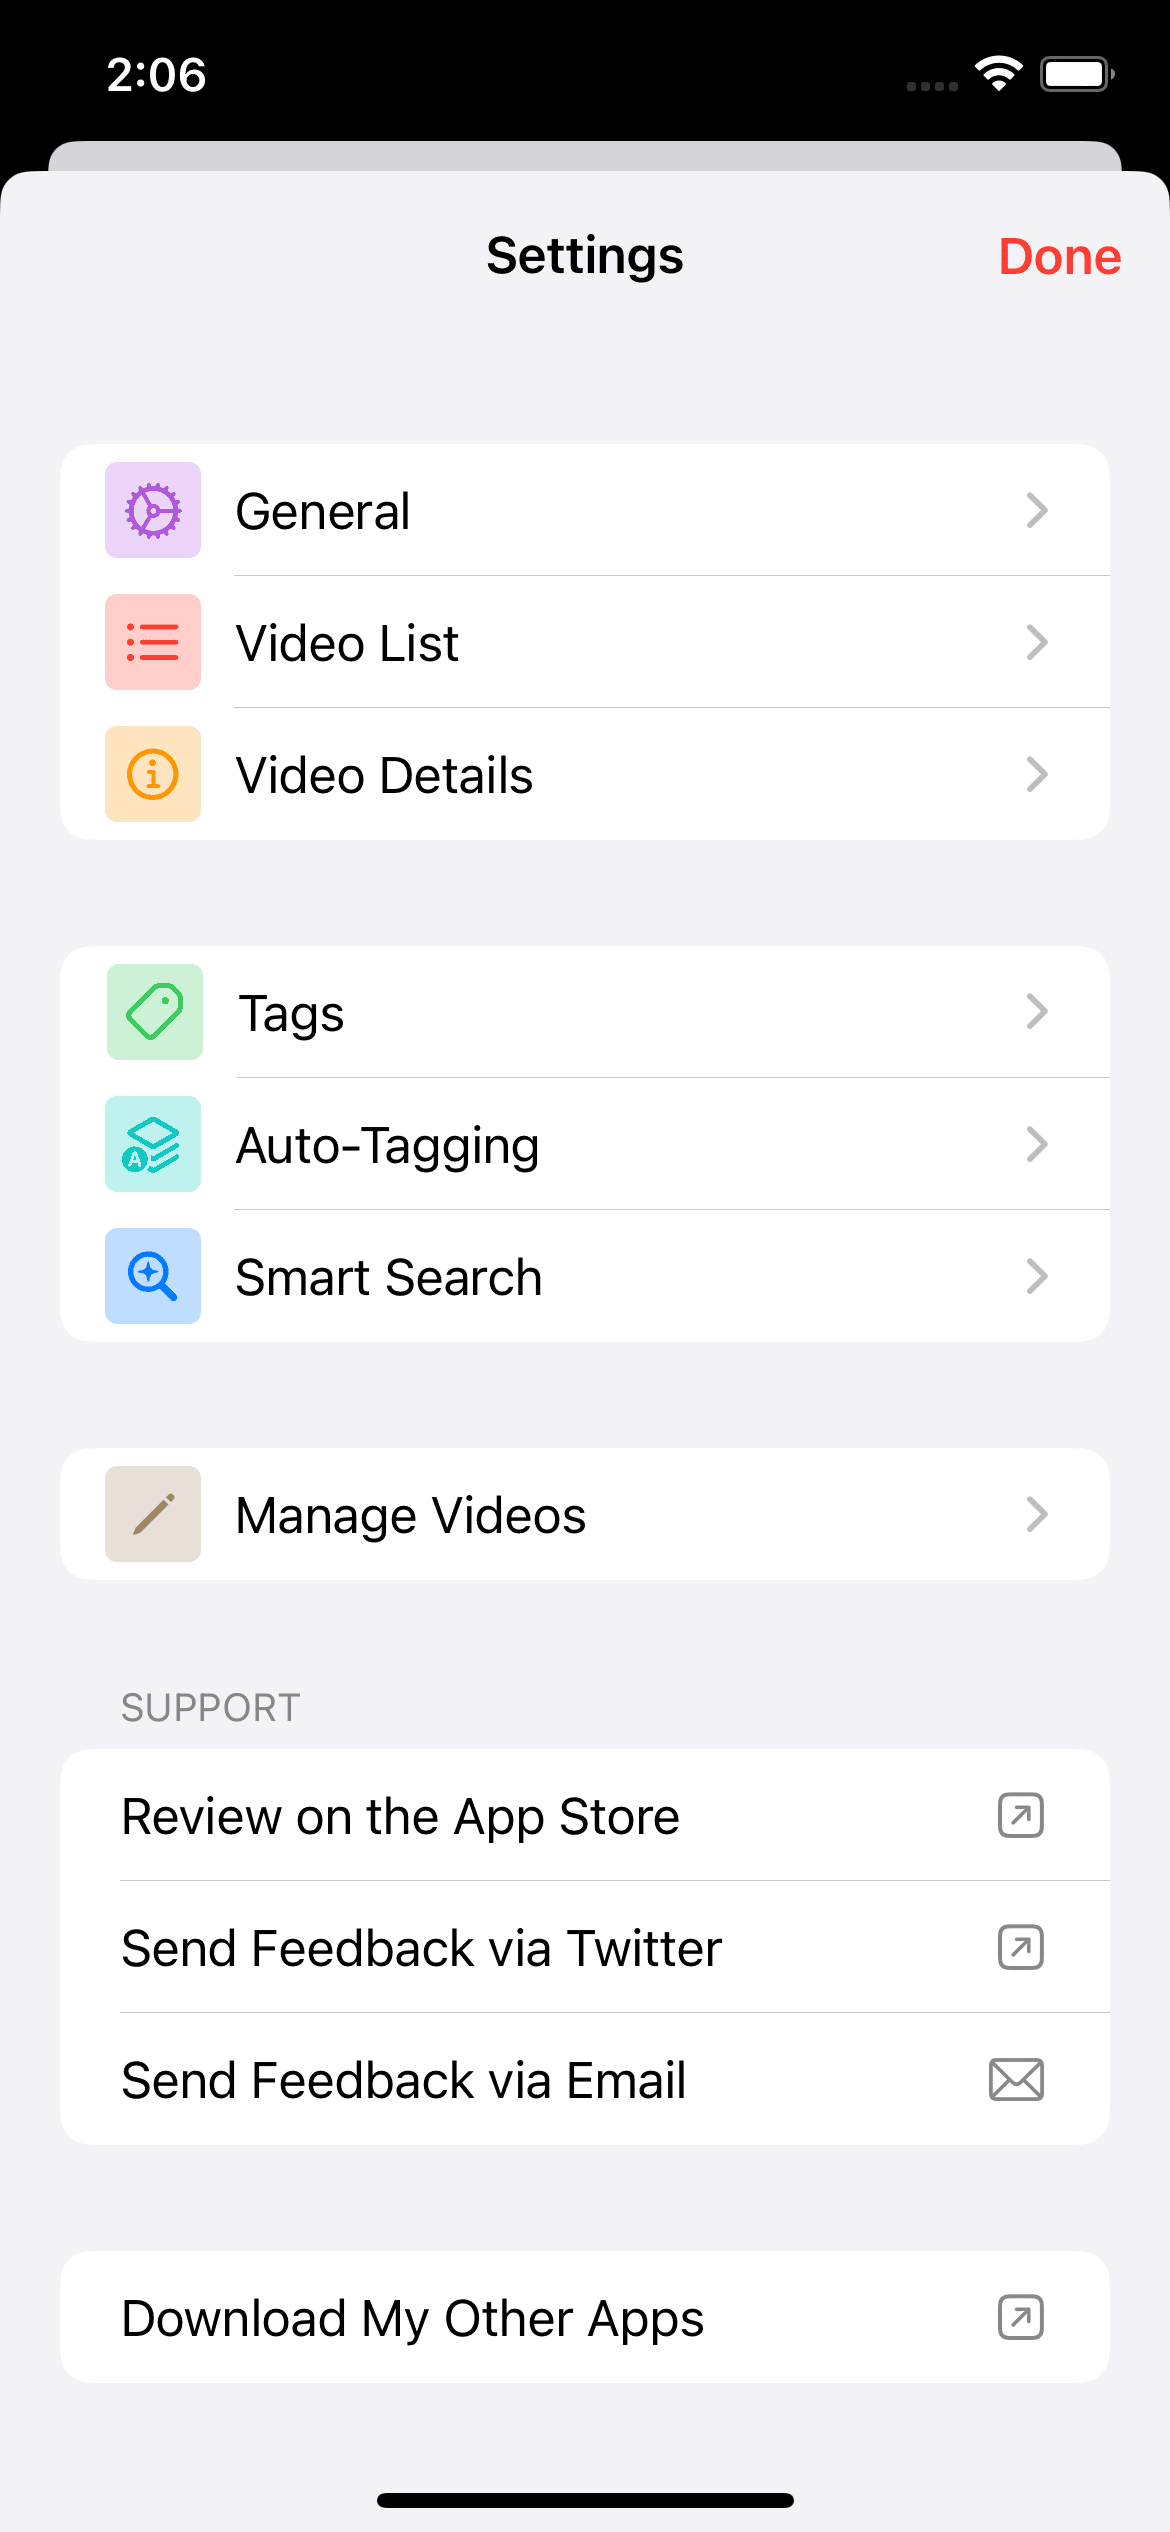 2:06
Settings
Done
General
Video List
Video Details
Tags
Auto-Tagging
Smart Search
Manage Videos
SUPPORT
Review on the App Store
Send Feedback via Twitter
Send Feedback via Email
Download My Other Apps